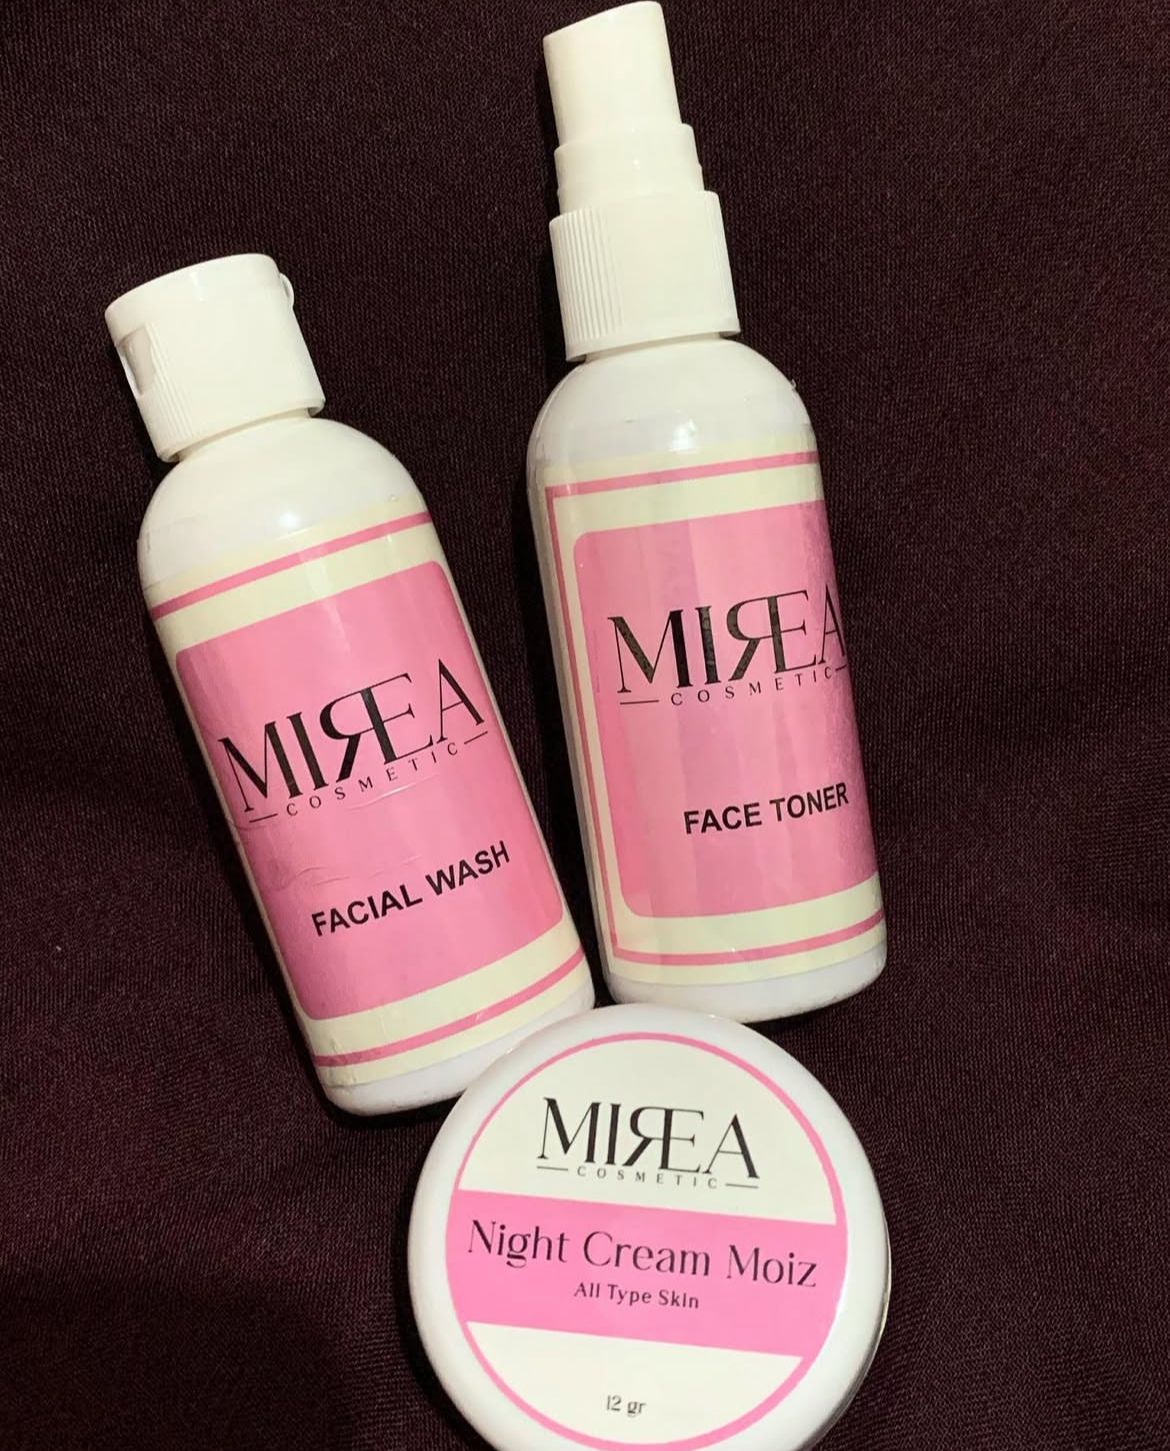 MIREA
COSMETIC
FACIAL WASH
MIREA
COSMETIC
FACE TONER
MIREA
COSMETIC
Night Cream Moiz
All Type Skin
12 gr